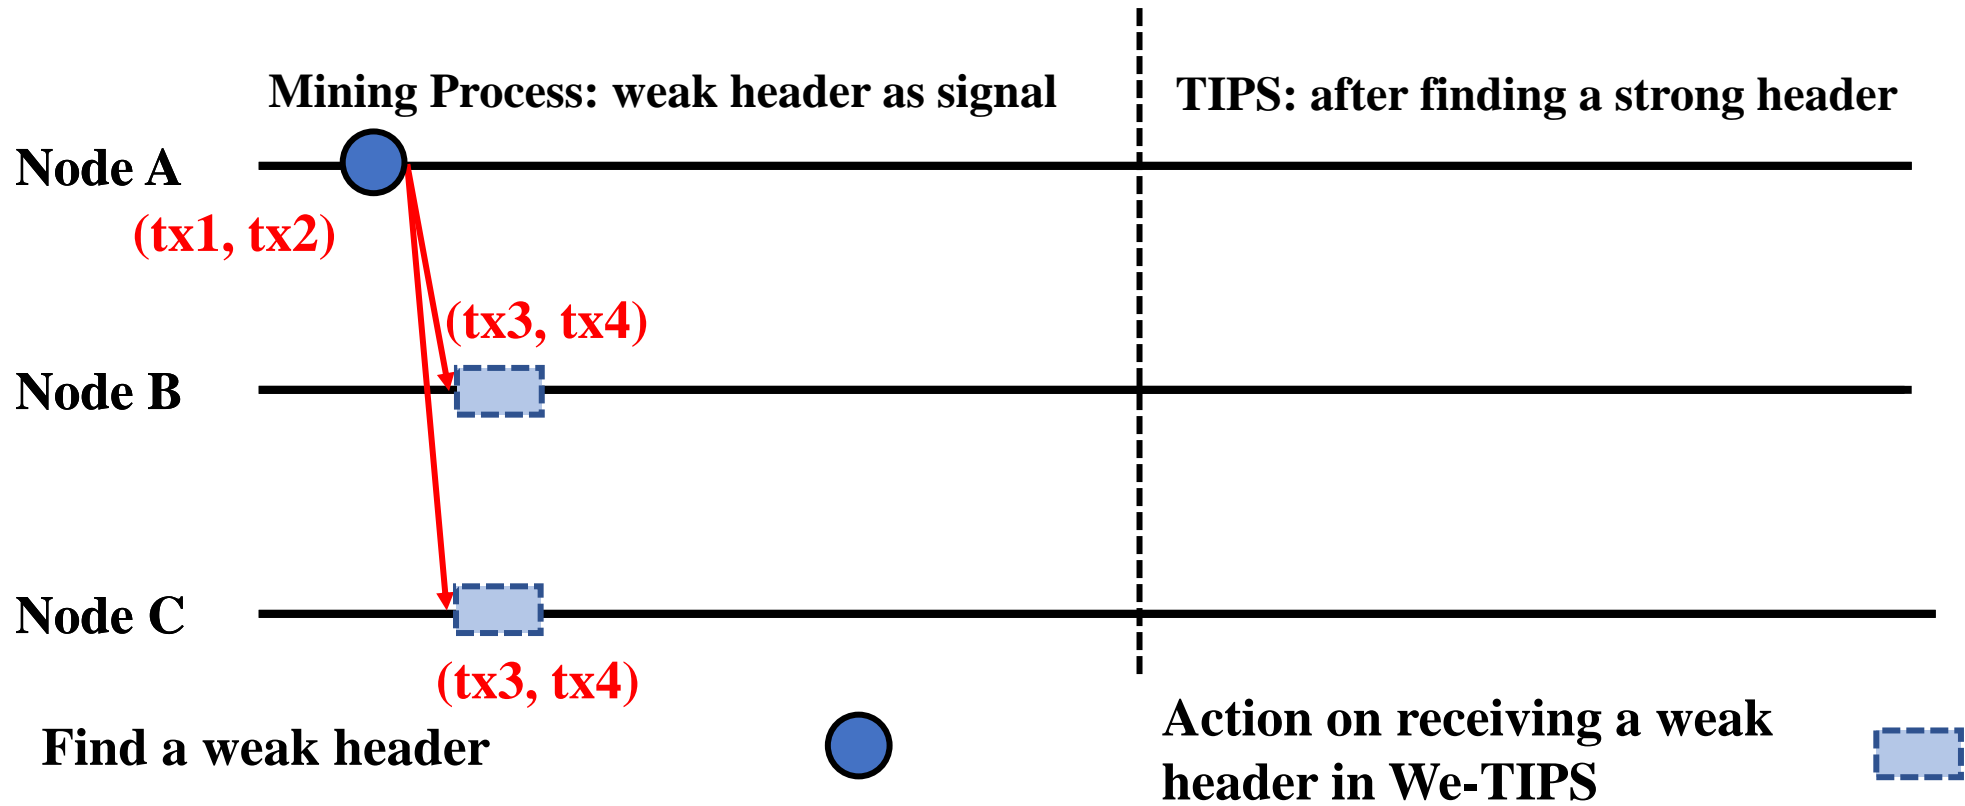 Mining Process: weak header as signal
TIPS: after finding a strong header
Node A
(tx1, tx2)
(tx3, tx4)
Node B
Node C
(tx3, tx4)
Find a weak header
Action on receiving a weak
header in We-TIPS